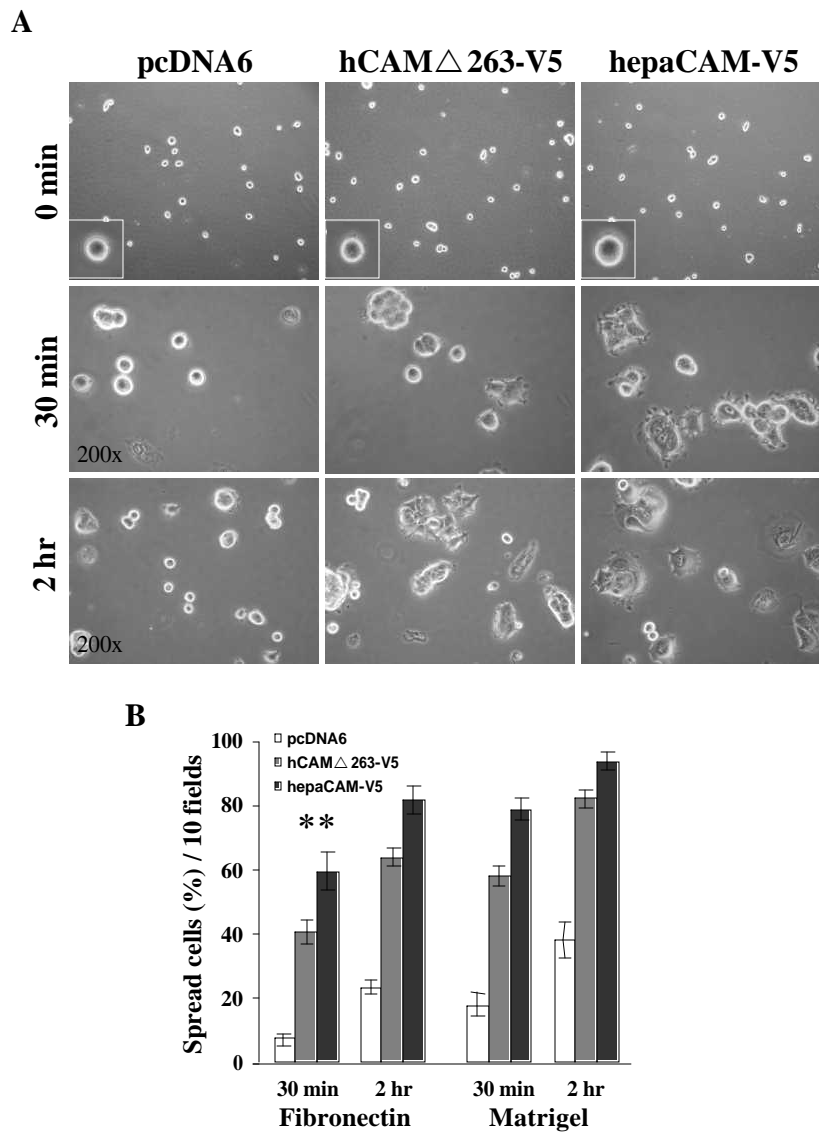 A
pcDNA6 hCAM△263-V5 hepaCAM-V5
0 min
30 min
200x
2 hr
200x
B
Spread cells (%) / 10 fields
100
80
60
40
20
0
pcDNA6
hCAM△263-V5
hepaCAM-V5
**
30 min 2 hr 30 min 2 hr
Fibronectin Matrigel